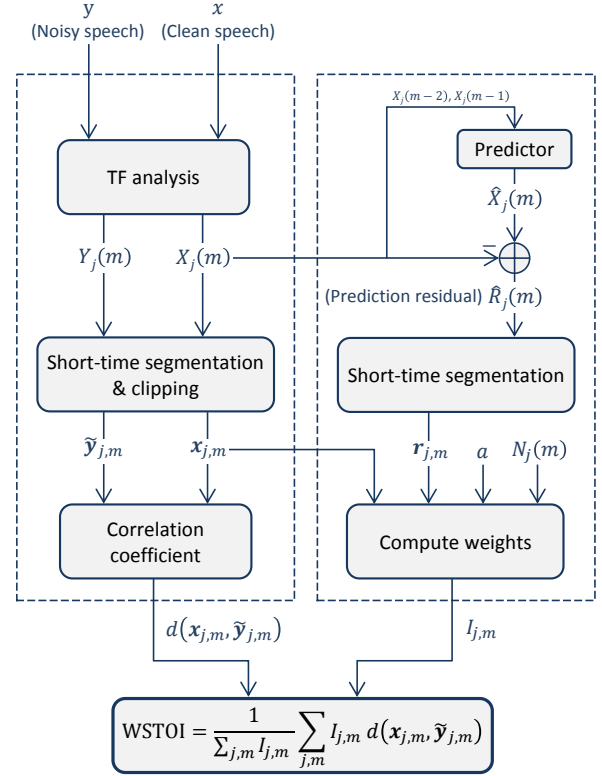 y
(Noisy speech)
x
(Clean speech)
TF analysis
Y_j(m)
X_j(m)
Short-time segmentation
& clipping
ỹ_{j,m}
x_{j,m}
Correlation
coefficient
d(x_{j,m}, ỹ_{j,m})
X_j(m−2), X_j(m−1)
Predictor
X̂_j(m)
−
(Prediction residual) R̂_j(m)
Short-time segmentation
r_{j,m}
a
N_j(m)
Compute weights
I_{j,m}
WSTOI = 1 / ∑_{j,m} I_{j,m} ∑_{j,m} I_{j,m} d(x_{j,m}, ỹ_{j,m})